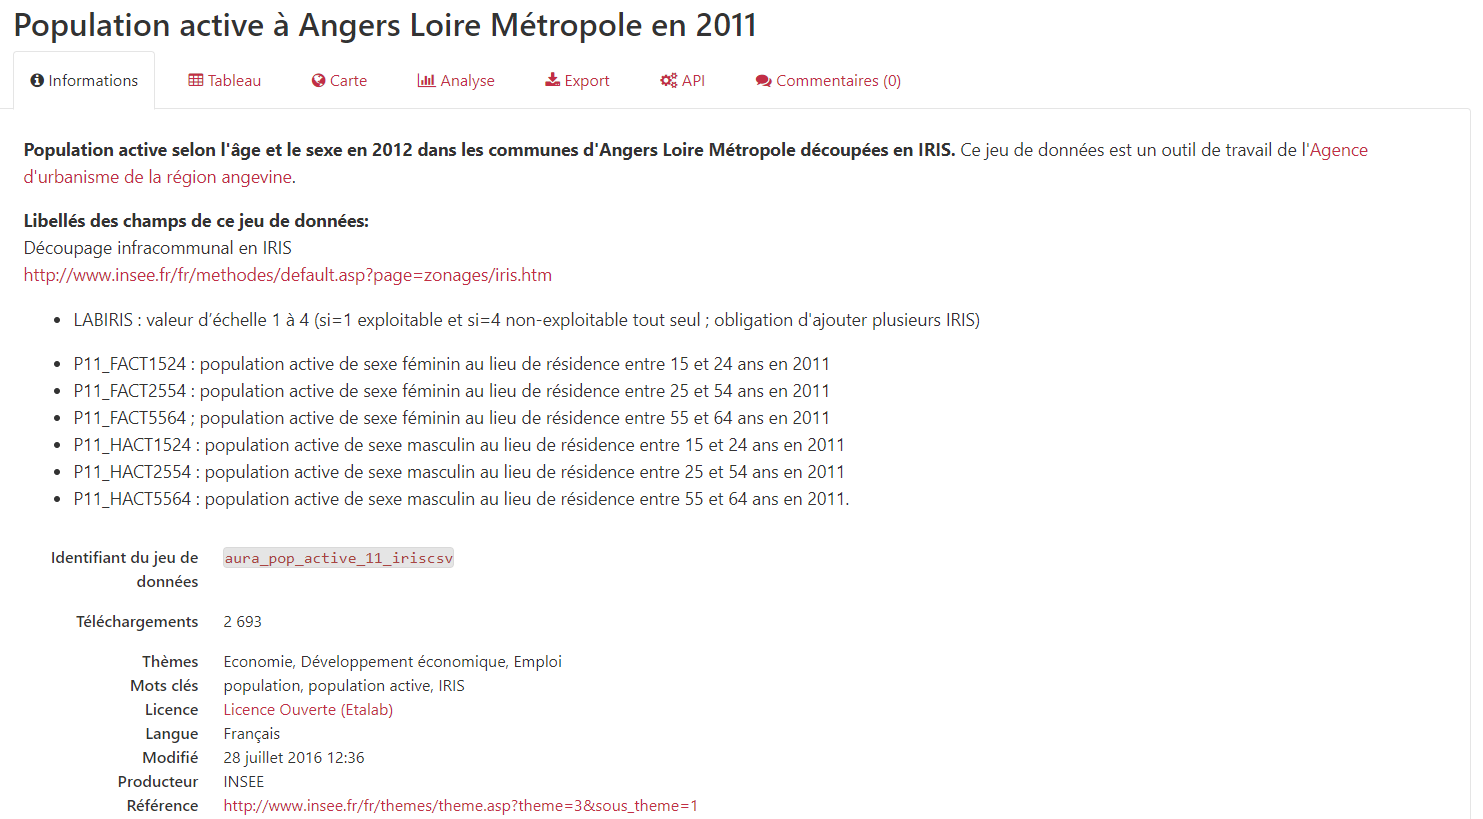 Population active à Angers Loire Métropole en 2011
Informations Tableau Carte Analyse Export API Commentaires (0)
Population active selon l'âge et le sexe en 2012 dans les communes d'Angers Loire Métropole découpées en IRIS. Ce jeu de données est un outil de travail de l'Agence
d'urbanisme de la région angevine.
Libellés des champs de ce jeu de données:
Découpage infracommunal en IRIS
http://www.insee.fr/fr/methodes/default.asp?page=zonages/iris.htm
• LABIRIS : valeur d’échelle 1 à 4 (si=1 exploitable et si=4 non-exploitable tout seul ; obligation d'ajouter plusieurs IRIS)
• P11_FACT1524 : population active de sexe féminin au lieu de résidence entre 15 et 24 ans en 2011
• P11_FACT2554 : population active de sexe féminin au lieu de résidence entre 25 et 54 ans en 2011
• P11_FACT5564 ; population active de sexe féminin au lieu de résidence entre 55 et 64 ans en 2011
• P11_HACT1524 : population active de sexe masculin au lieu de résidence entre 15 et 24 ans en 2011
• P11_HACT2554 : population active de sexe masculin au lieu de résidence entre 25 et 54 ans en 2011
• P11_HACT5564 : population active de sexe masculin au lieu de résidence entre 55 et 64 ans en 2011.
Identifiant du jeu de aura_pop_active_11_iriscsv
données
Téléchargements 2 693
Thèmes Economie, Développement économique, Emploi
Mots clés population, population active, IRIS
Licence Licence Ouverte (Etalab)
Langue Français
Modifié 28 juillet 2016 12:36
Producteur INSEE
Référence http://www.insee.fr/fr/themes/theme.asp?theme=3&sous_theme=1